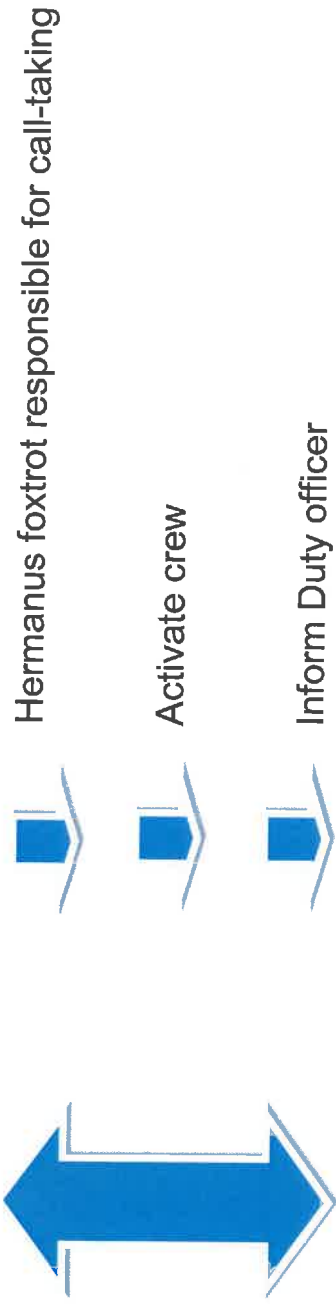 Hermanus foxtrot responsible for call-taking
Activate crew
Inform Duty officer